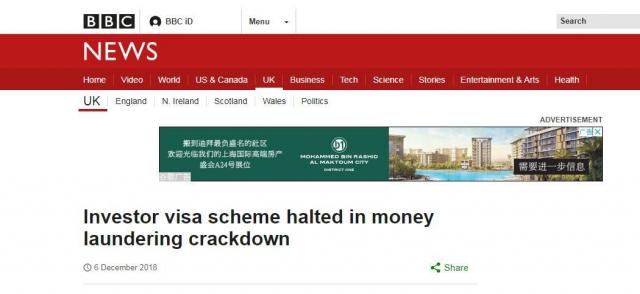 BBC
BBC iD
Menu
Search
NEWS
Home Video World US & Canada UK Business Tech Science Stories Entertainment & Arts Health
UK England N. Ireland Scotland Wales Politics
ADVERTISEMENT
搬到迪拜最负盛名的社区
欢迎光临我们的上海国际高端房产
盛会A24号展位
MOHAMMED BIN RASHID
AL MAKTOUM CITY
DISTRICT ONE
需要进一步信息
Investor visa scheme halted in money
laundering crackdown
6 December 2018
Share